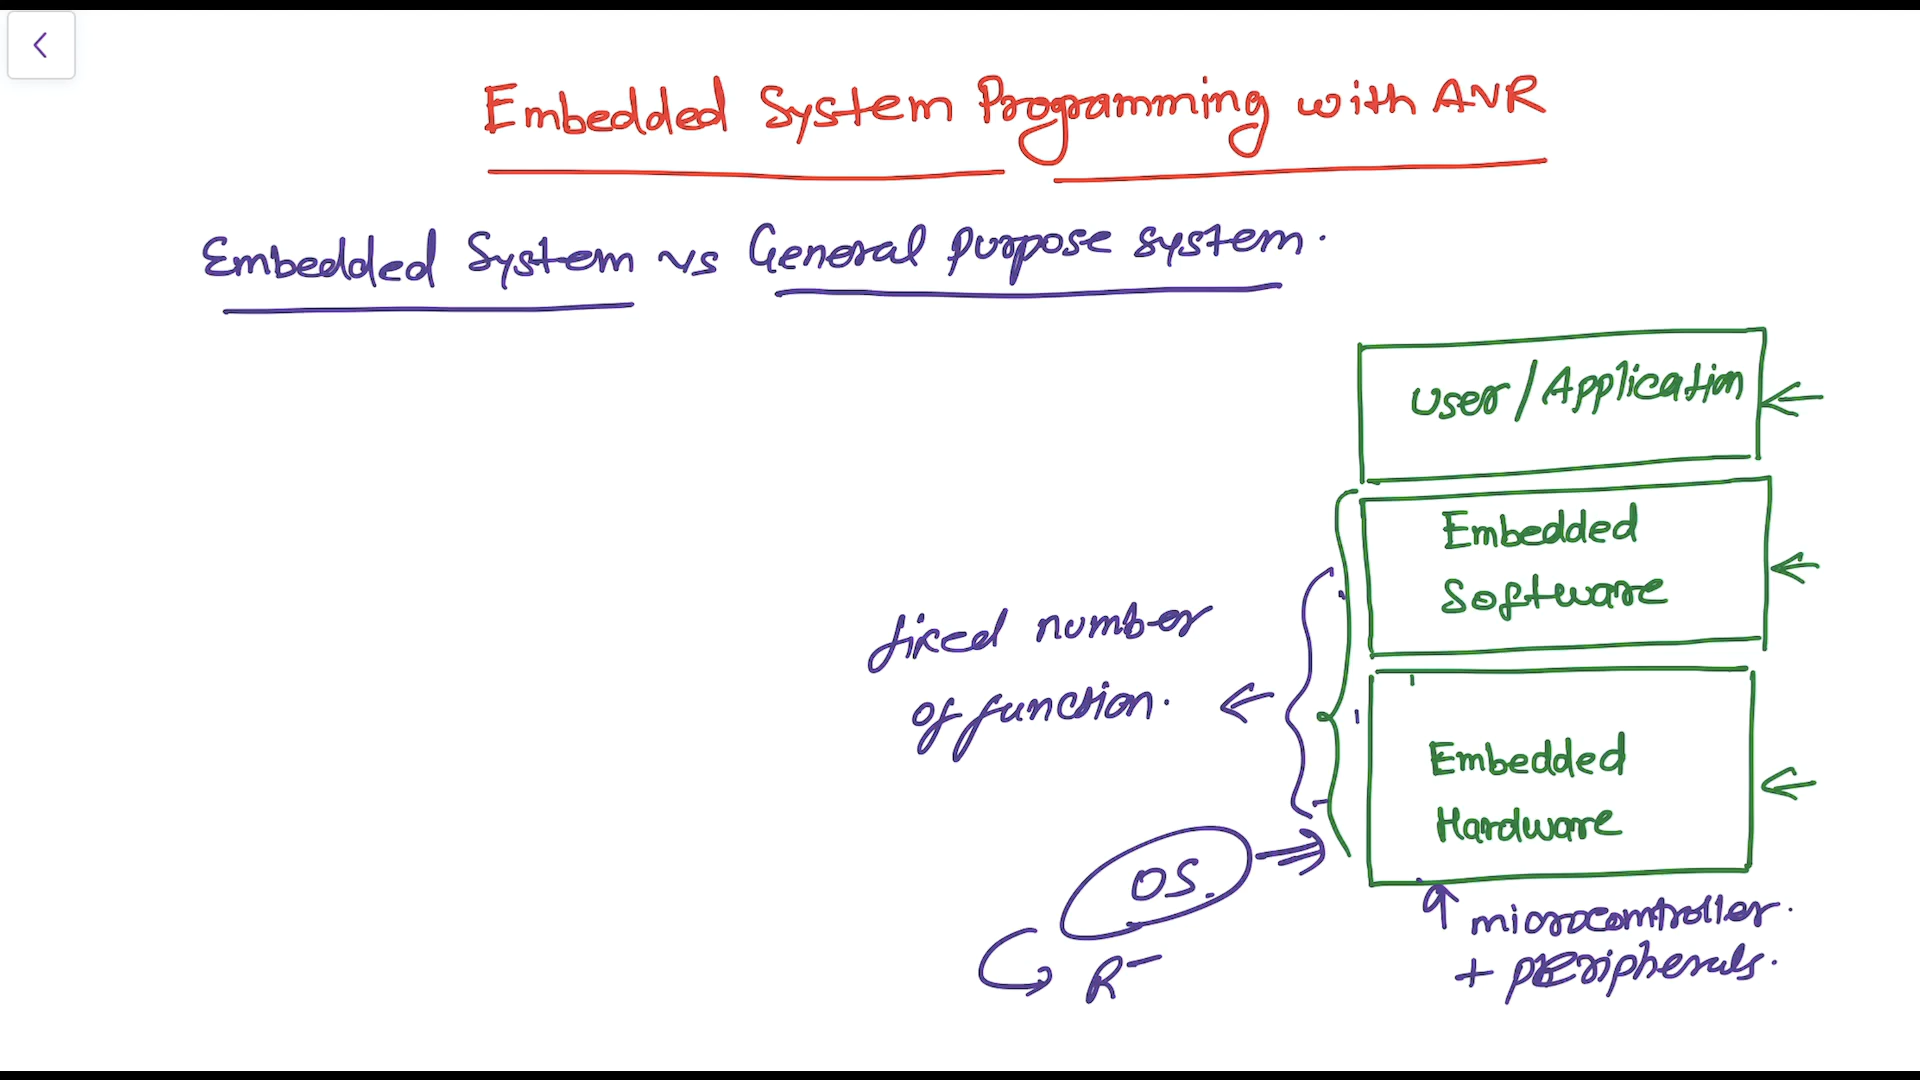 Embedded System Programming with AVR
Embedded System vs General purpose system.
User/Application
Embedded
Software
fixed number
of function.
Embedded
Hardware
OS.
microcontroller.
+ peripherals.